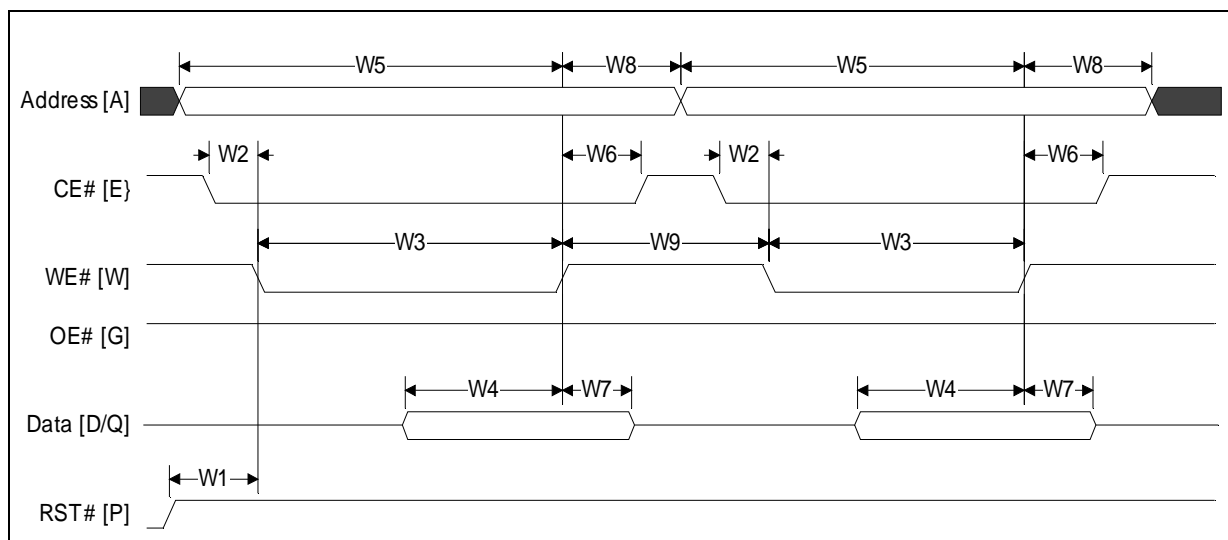 W5 W8 W5 W8
Address [A]
W2 W6 W2 W6
CE# [E}
W3 W9 W3
WE# [W]
OE# [G]
W4 W7 W4 W7
Data [D/Q]
W1
RST# [P]